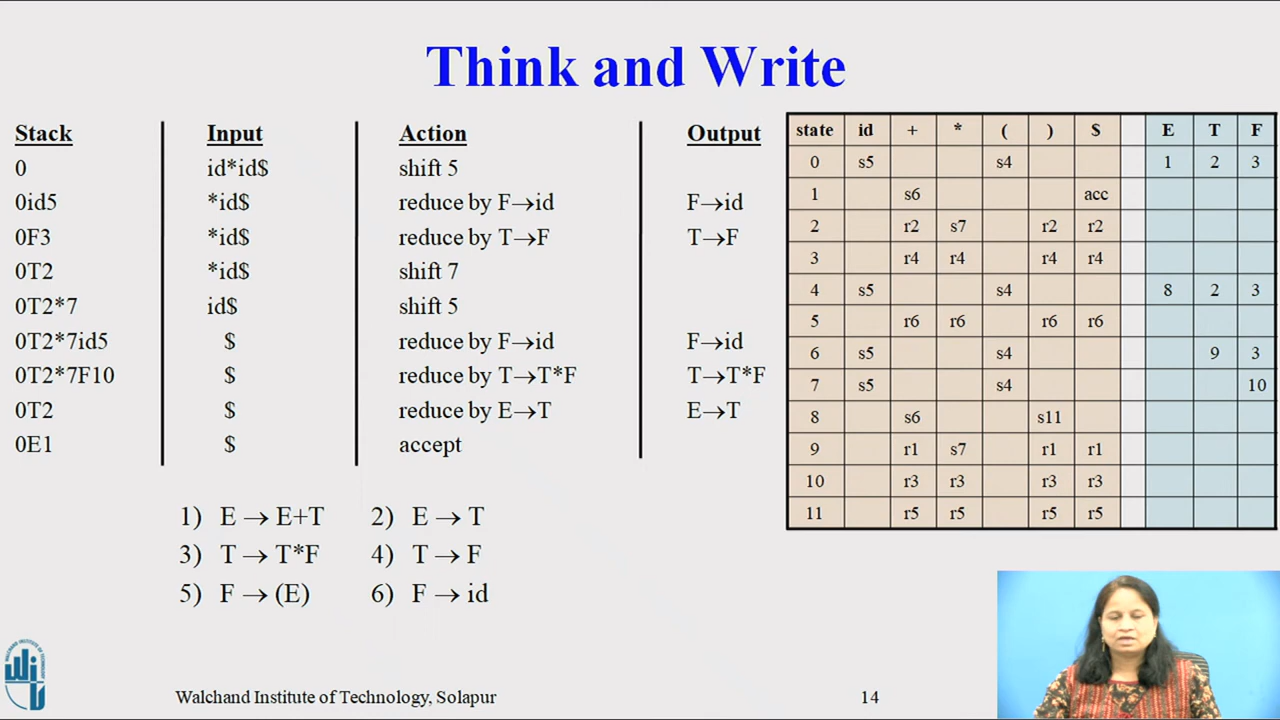 Think and Write
Stack Input Action Output
0 id*id$ shift 5
0id5 *id$ reduce by F→id F→id
0F3 *id$ reduce by T→F T→F
0T2 *id$ shift 7
0T2*7 id$ shift 5
0T2*7id5 $ reduce by F→id F→id
0T2*7F10 $ reduce by T→T*F T→T*F
0T2 $ reduce by E→T E→T
0E1 $ accept
state id + * ( ) $ E T F
0 s5 s4 1 2 3
1 s6 acc
2 r2 s7 r2 r2
3 r4 r4 r4 r4
4 s5 s4 8 2 3
5 r6 r6 r6 r6
6 s5 s4 9 3
7 s5 s4 10
8 s6 s11
9 r1 s7 r1 r1
10 r3 r3 r3 r3
11 r5 r5 r5 r5
1) E → E+T 2) E → T
3) T → T*F 4) T → F
5) F → (E) 6) F → id
WALCHAND INSTITUTE OF TECHNOLOGY, SOLAPUR
Walchand Institute of Technology, Solapur 14